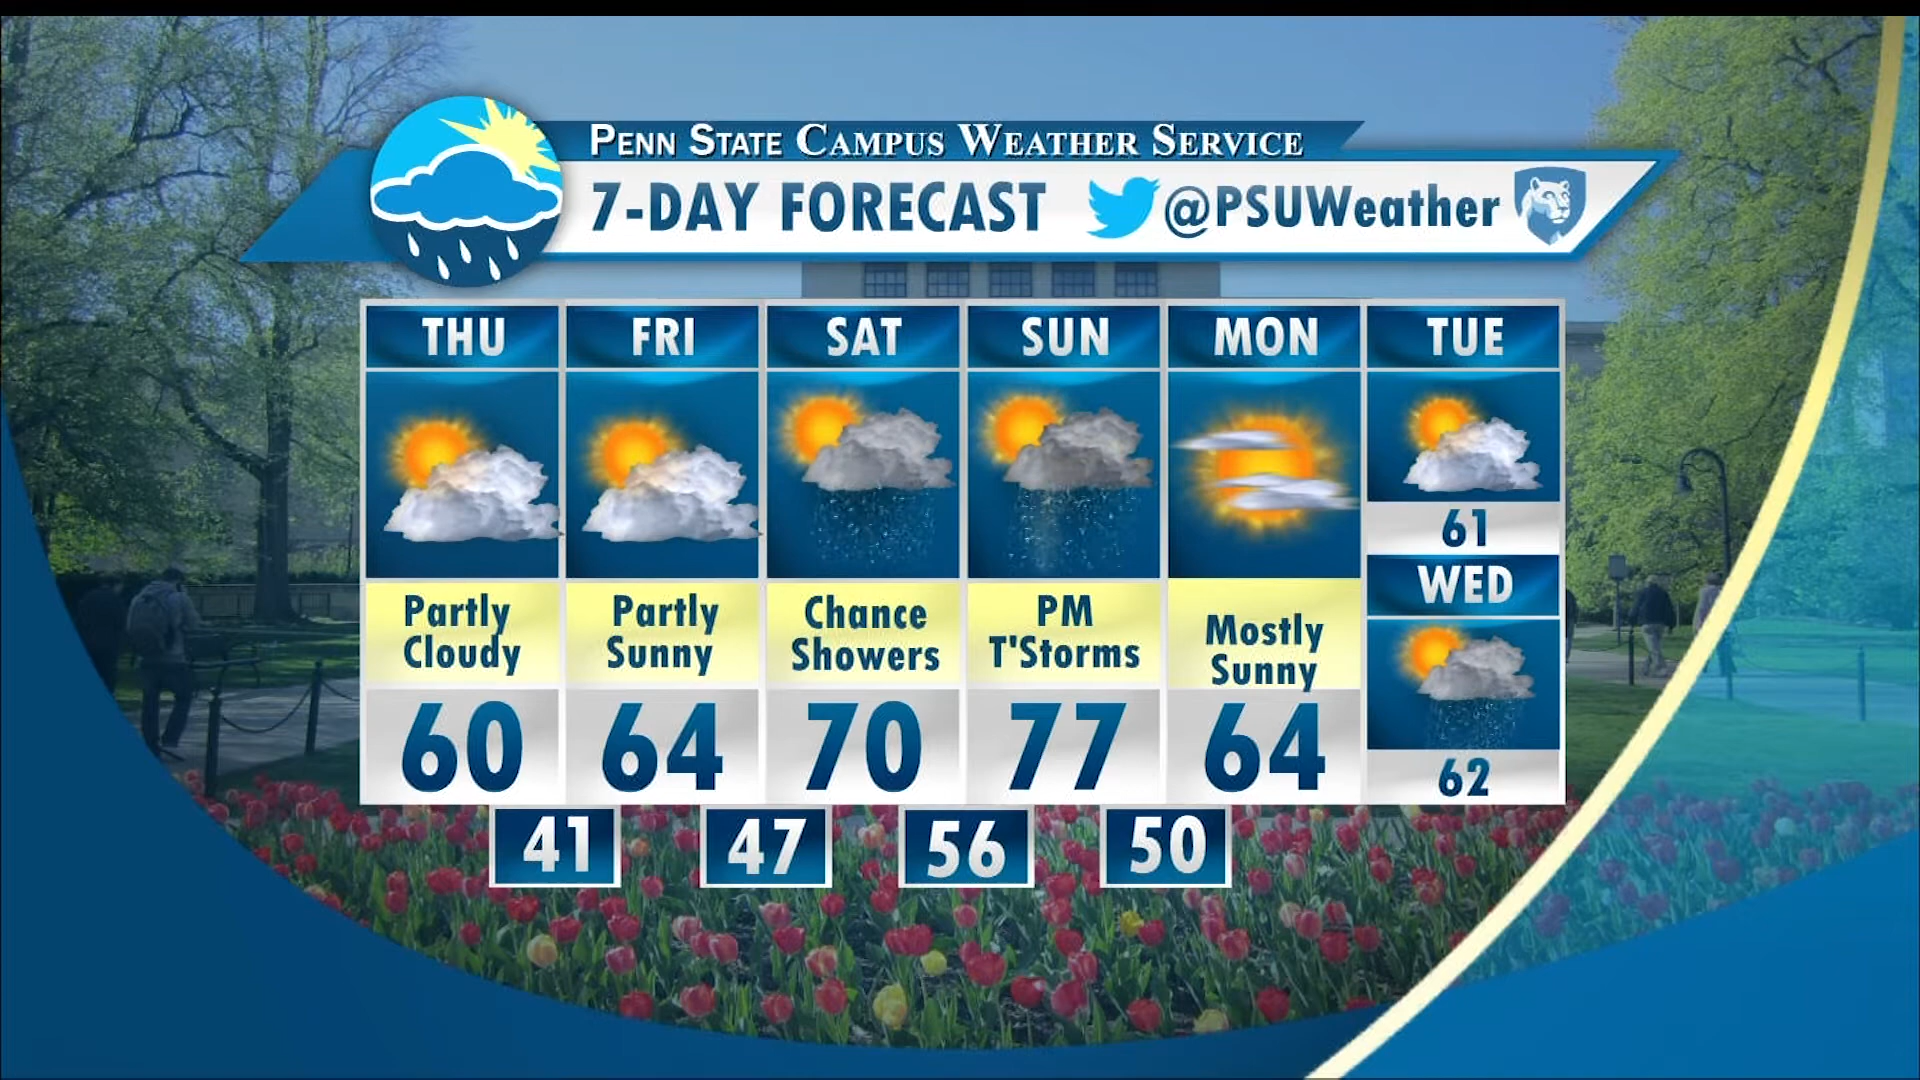 PENN STATE CAMPUS WEATHER SERVICE
7-DAY FORECAST @PSUWeather
THU FRI SAT SUN MON TUE
Partly
Cloudy
Partly
Sunny
Chance
Showers
PM
T'Storms
Mostly
Sunny
61
WED
60 64 70 77 64
62
41 47 56 50